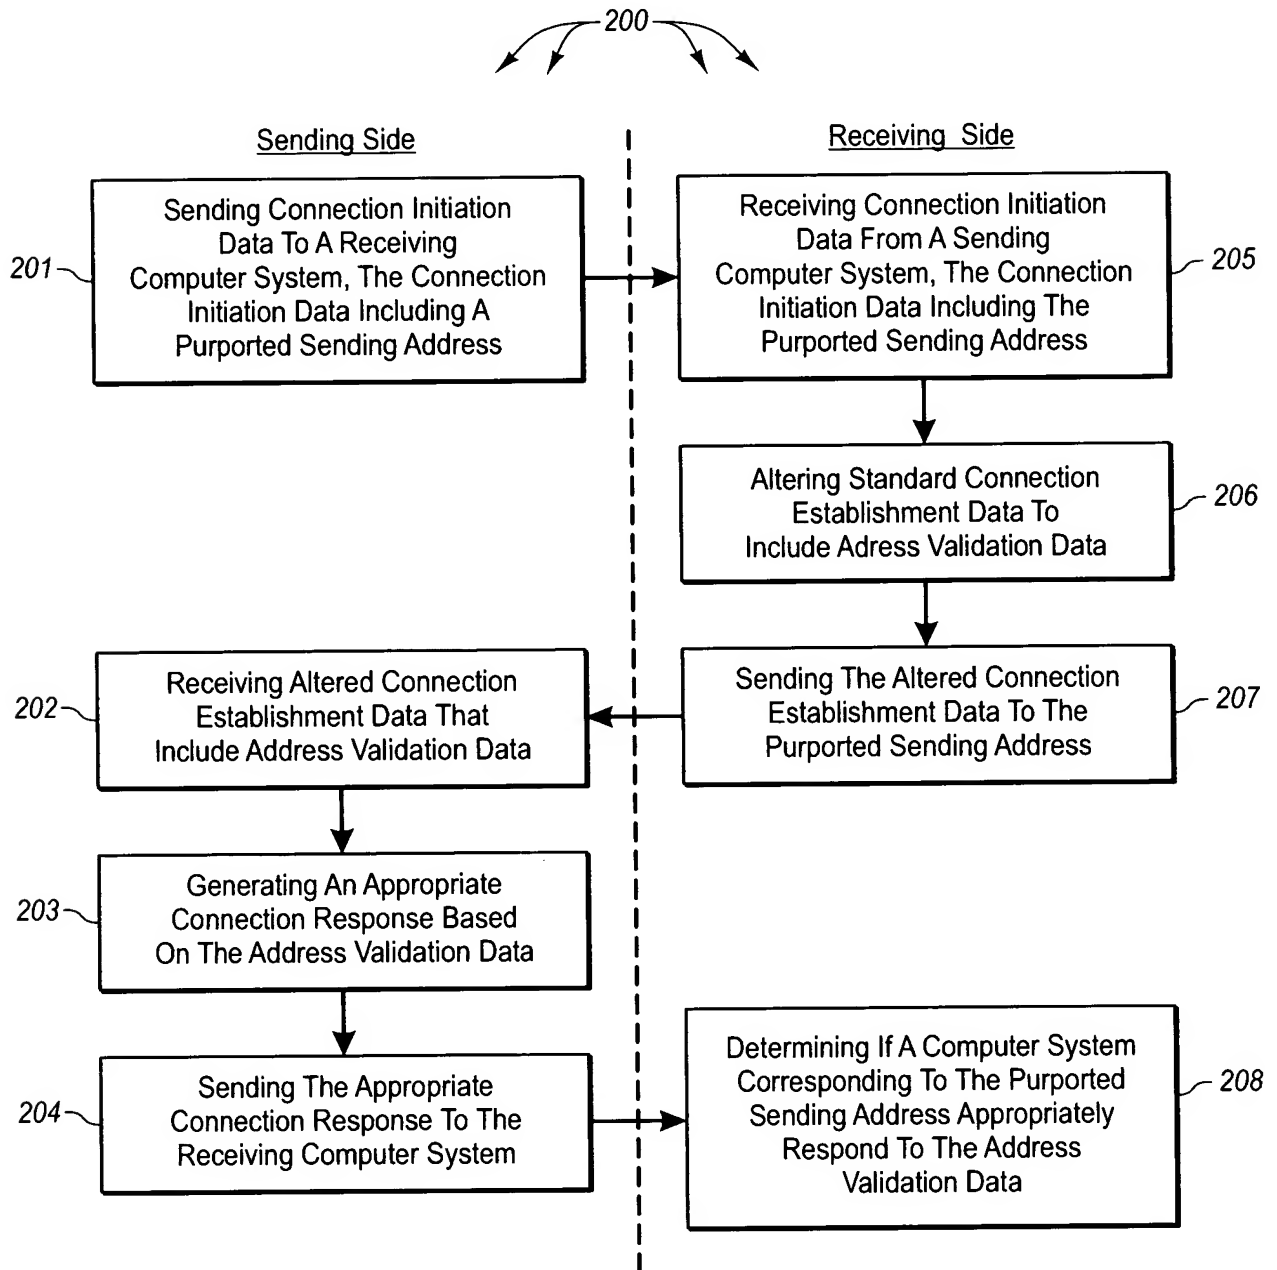 200
Sending Side
Receiving Side
201
Sending Connection Initiation
Data To A Receiving
Computer System, The Connection
Initiation Data Including A
Purported Sending Address
Receiving Connection Initiation
Data From A Sending
Computer System, The Connection
Initiation Data Including The
Purported Sending Address
205
Altering Standard Connection
Establishment Data To
Include Adress Validation Data
206
Sending The Altered Connection
Establishment Data To The
Purported Sending Address
207
202
Receiving Altered Connection
Establishment Data That
Include Address Validation Data
203
Generating An Appropriate
Connection Response Based
On The Address Validation Data
204
Sending The Appropriate
Connection Response To The
Receiving Computer System
Determining If A Computer System
Corresponding To The Purported
Sending Address Appropriately
Respond To The Address
Validation Data
208